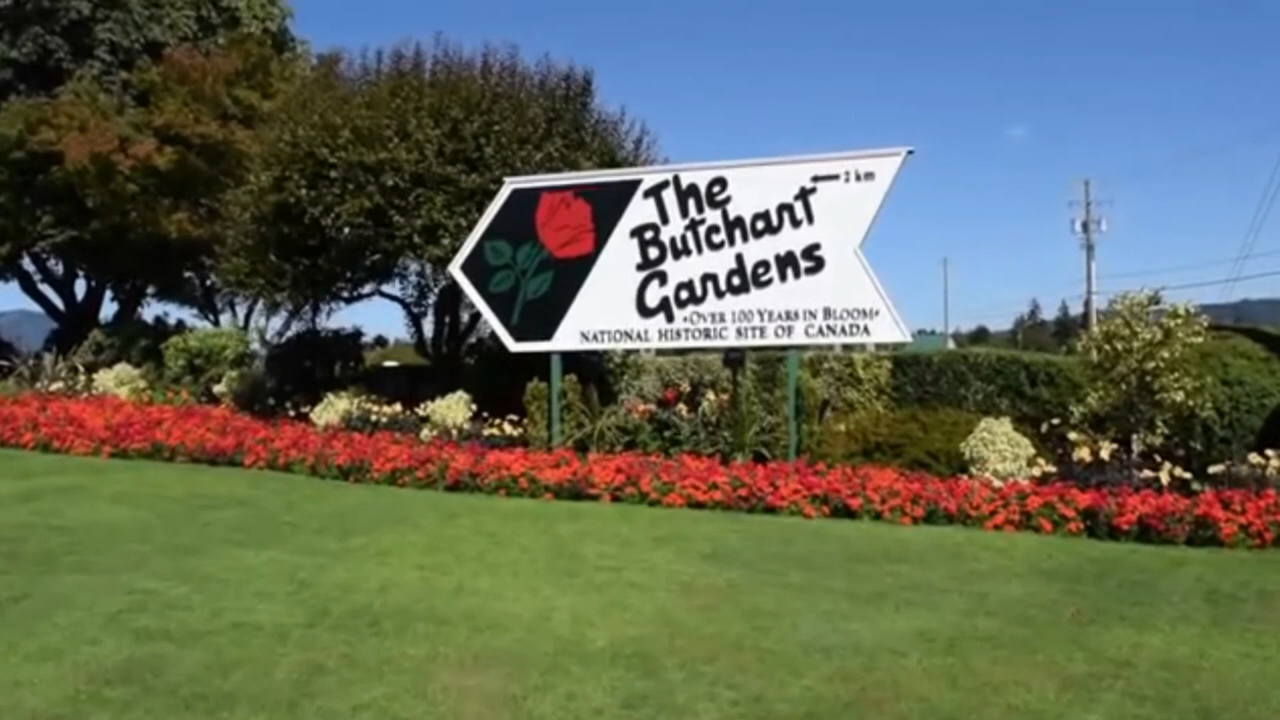 2 km
The
Butchart
Gardens
•OVER 100 YEARS IN BLOOM•
NATIONAL HISTORIC SITE OF CANADA